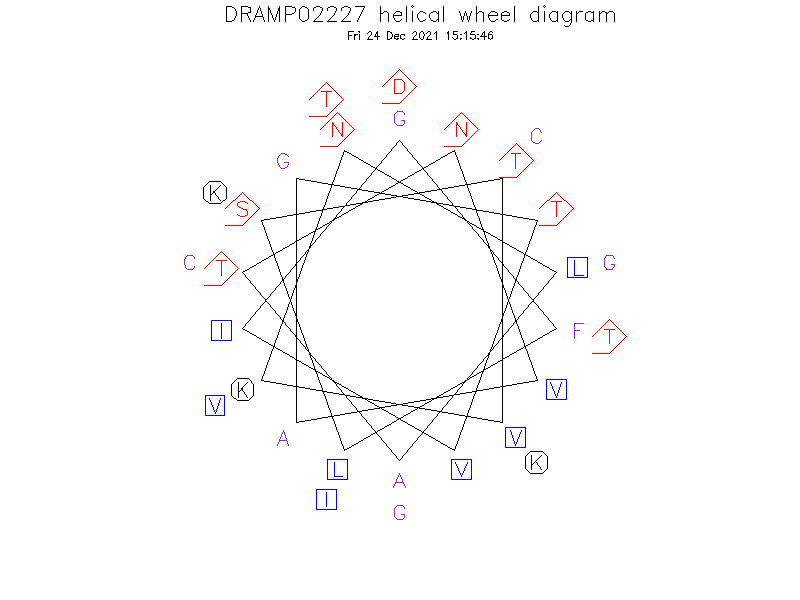 DRAMP02227 helical wheel diagram
Fri 24 Dec 2021 15:15:46
D
T
G
N
N
C
G
T
K
S
T
C
T
L
G
I
F
T
K
V
V
A
V
K
L
V
A
I
G